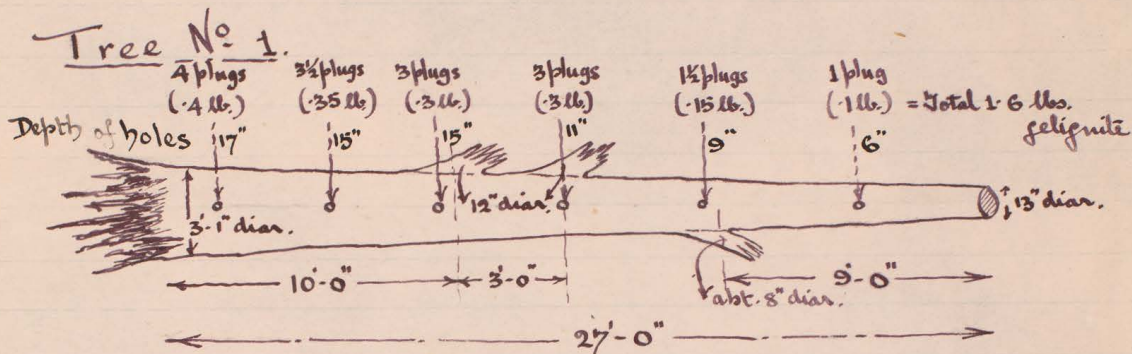 Tree No. 1.
4 plugs 3½ plugs 3 plugs 3 plugs 1½ plugs 1 plug
(·4 lb.) (·35 lb.) (·3 lb.) (·3 lb.) (·15 lb.) (·1 lb.) = Total 1·6 lbs.
gelignite
Depth of holes 17" 15" 15" 11" 9" 6"
3'-1" diar. 12" diar. 13" diar.
10'-0" 3'-0" 9'-0"
abt. 8" diar.
27'-0"